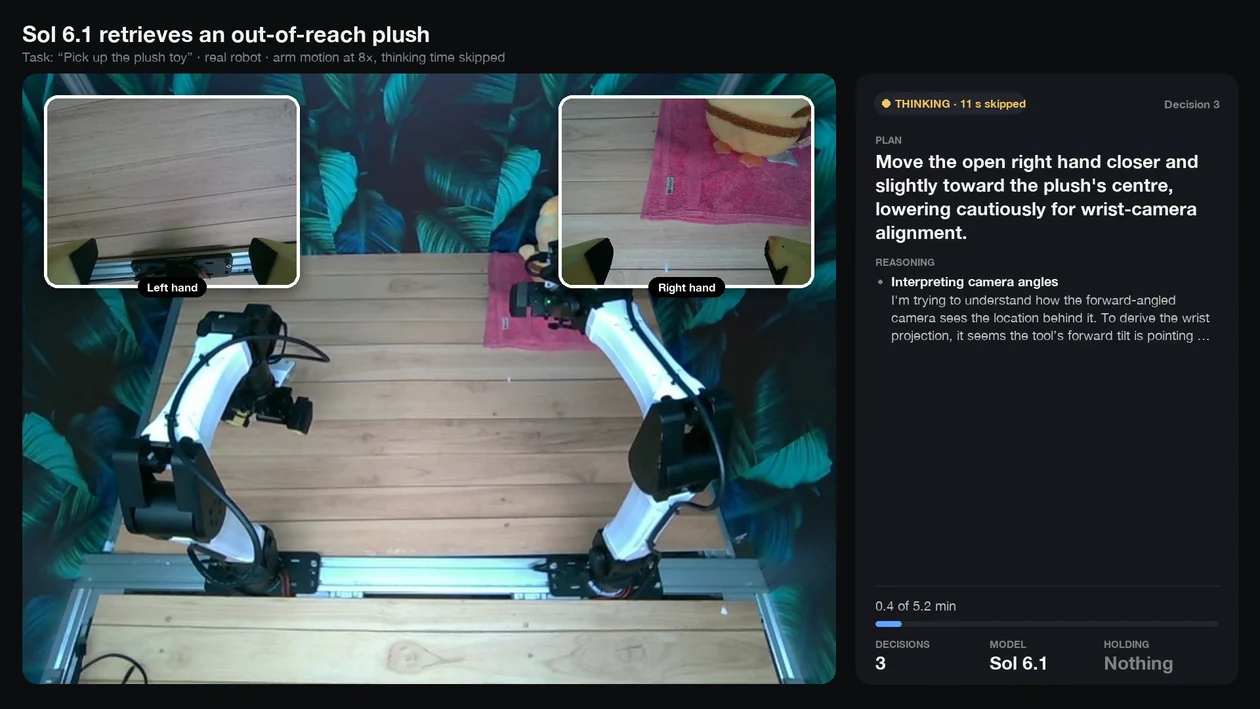 Sol 6.1 retrieves an out-of-reach plush
Task: “Pick up the plush toy” · real robot · arm motion at 8×, thinking time skipped
Left hand
Right hand
THINKING · 11 s skipped
Decision 3
PLAN
Move the open right hand closer and
slightly toward the plush's centre,
lowering cautiously for wrist-camera
alignment.
REASONING
Interpreting camera angles
I'm trying to understand how the forward-angled
camera sees the location behind it. To derive the wrist
projection, it seems the tool's forward tilt is pointing …
0.4 of 5.2 min
DECISIONS
3
MODEL
Sol 6.1
HOLDING
Nothing